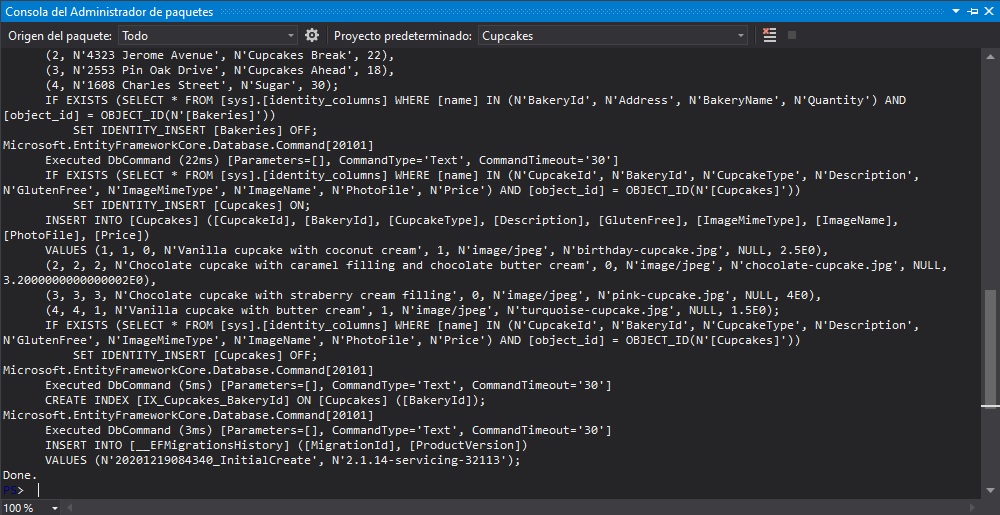 Consola del Administrador de paquetes
Origen del paquete: Todo Proyecto predeterminado: Cupcakes
(2, N'4323 Jerome Avenue', N'Cupcakes Break', 22),
(3, N'2553 Pin Oak Drive', N'Cupcakes Ahead', 18),
(4, N'1608 Charles Street', N'Sugar', 30);
IF EXISTS (SELECT * FROM [sys].[identity_columns] WHERE [name] IN (N'BakeryId', N'Address', N'BakeryName', N'Quantity') AND
[object_id] = OBJECT_ID(N'[Bakeries]'))
SET IDENTITY_INSERT [Bakeries] OFF;
Microsoft.EntityFrameworkCore.Database.Command[20101]
Executed DbCommand (22ms) [Parameters=[], CommandType='Text', CommandTimeout='30']
IF EXISTS (SELECT * FROM [sys].[identity_columns] WHERE [name] IN (N'CupcakeId', N'BakeryId', N'CupcakeType', N'Description',
N'GlutenFree', N'ImageMimeType', N'ImageName', N'PhotoFile', N'Price') AND [object_id] = OBJECT_ID(N'[Cupcakes]'))
SET IDENTITY_INSERT [Cupcakes] ON;
INSERT INTO [Cupcakes] ([CupcakeId], [BakeryId], [CupcakeType], [Description], [GlutenFree], [ImageMimeType], [ImageName],
[PhotoFile], [Price])
VALUES (1, 1, 0, N'Vanilla cupcake with coconut cream', 1, N'image/jpeg', N'birthday-cupcake.jpg', NULL, 2.5E0),
(2, 2, 2, N'Chocolate cupcake with caramel filling and chocolate butter cream', 0, N'image/jpeg', N'chocolate-cupcake.jpg', NULL,
3.2000000000000002E0),
(3, 3, 3, N'Chocolate cupcake with straberry cream filling', 0, N'image/jpeg', N'pink-cupcake.jpg', NULL, 4E0),
(4, 4, 1, N'Vanilla cupcake with butter cream', 1, N'image/jpeg', N'turquoise-cupcake.jpg', NULL, 1.5E0);
IF EXISTS (SELECT * FROM [sys].[identity_columns] WHERE [name] IN (N'CupcakeId', N'BakeryId', N'CupcakeType', N'Description',
N'GlutenFree', N'ImageMimeType', N'ImageName', N'PhotoFile', N'Price') AND [object_id] = OBJECT_ID(N'[Cupcakes]'))
SET IDENTITY_INSERT [Cupcakes] OFF;
Microsoft.EntityFrameworkCore.Database.Command[20101]
Executed DbCommand (5ms) [Parameters=[], CommandType='Text', CommandTimeout='30']
CREATE INDEX [IX_Cupcakes_BakeryId] ON [Cupcakes] ([BakeryId]);
Microsoft.EntityFrameworkCore.Database.Command[20101]
Executed DbCommand (3ms) [Parameters=[], CommandType='Text', CommandTimeout='30']
INSERT INTO [__EFMigrationsHistory] ([MigrationId], [ProductVersion])
VALUES (N'20201219084340_InitialCreate', N'2.1.14-servicing-32113');
Done.
PS>
100 %